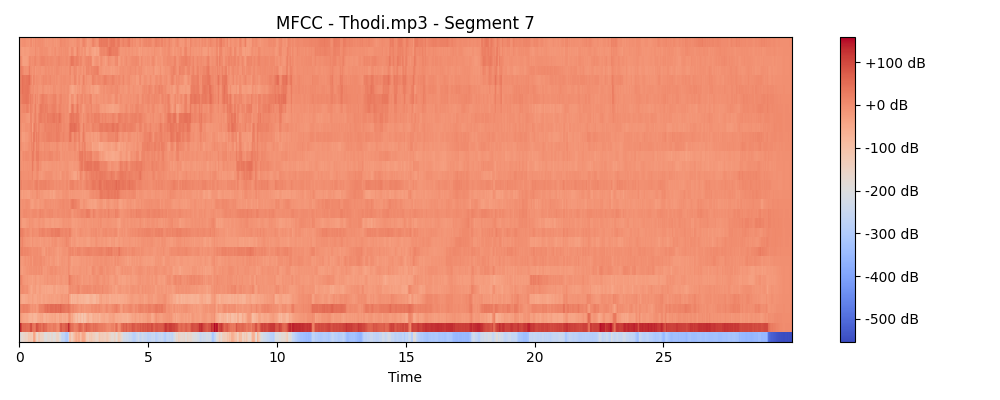 MFCC - Thodi.mp3 - Segment 7
+100 dB
+0 dB
-100 dB
-200 dB
-300 dB
-400 dB
-500 dB
0 5 10 15 20 25
Time